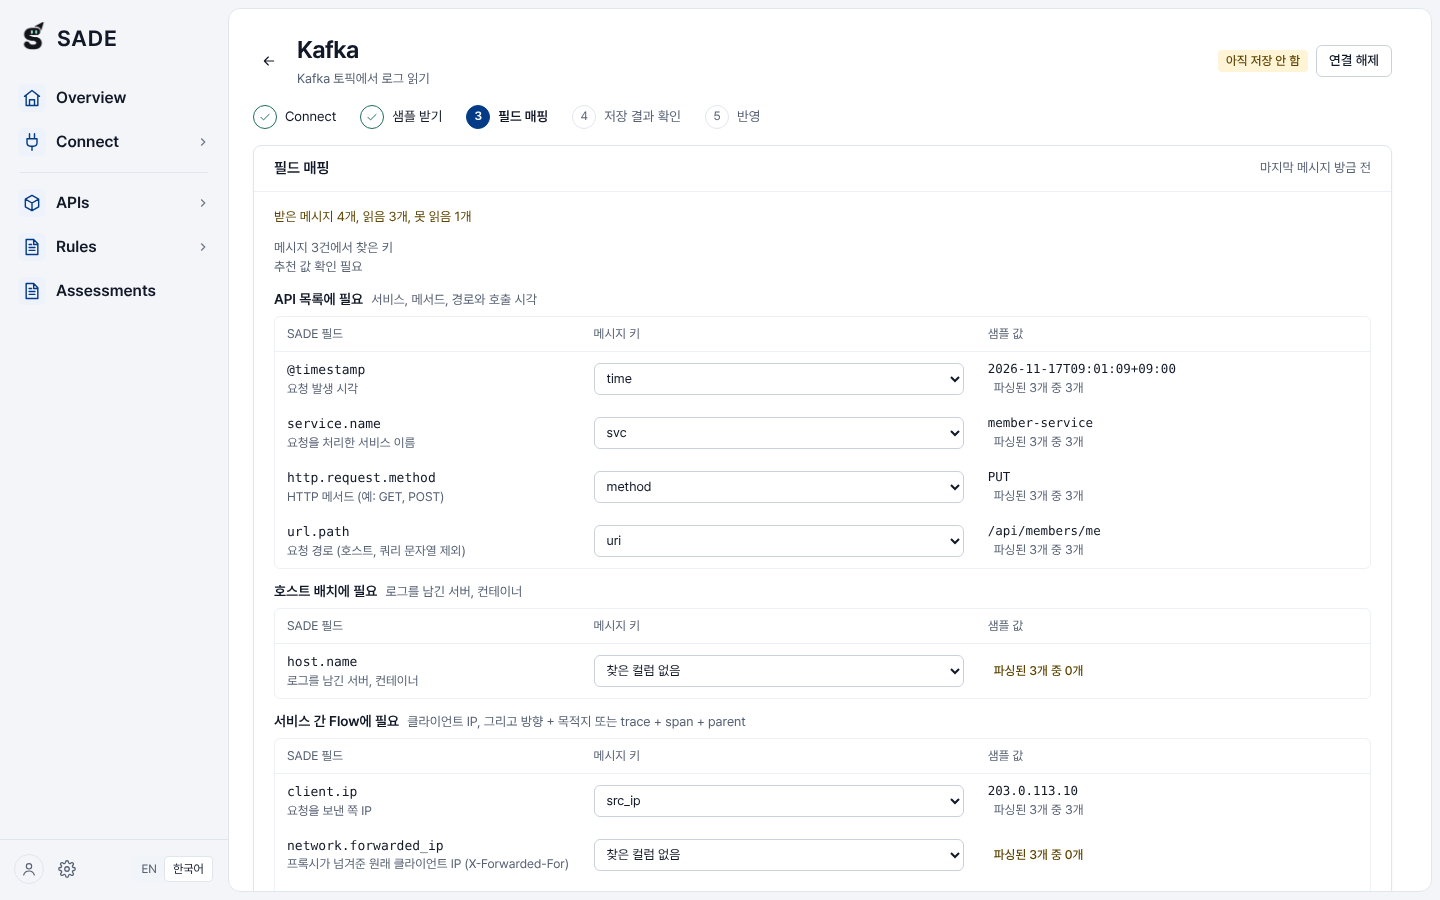 SADE
Overview
Connect
APIs
Rules
Assessments
EN
한국어
Kafka
Kafka 토픽에서 로그 읽기
아직 저장 안 함
연결 해제
Connect
샘플 받기
3 필드 매핑
4 저장 결과 확인
5 반영
필드 매핑
마지막 메시지 방금 전
받은 메시지 4개, 읽음 3개, 못 읽음 1개
메시지 3건에서 찾은 키
추천 값 확인 필요
API 목록에 필요 서비스, 메서드, 경로와 호출 시각
SADE 필드 메시지 키 샘플 값
@timestamp
요청 발생 시각
time
2026-11-17T09:01:09+09:00
파싱된 3개 중 3개
service.name
요청을 처리한 서비스 이름
svc
member-service
파싱된 3개 중 3개
http.request.method
HTTP 메서드 (예: GET, POST)
method
PUT
파싱된 3개 중 3개
url.path
요청 경로 (호스트, 쿼리 문자열 제외)
uri
/api/members/me
파싱된 3개 중 3개
호스트 배치에 필요 로그를 남긴 서버, 컨테이너
SADE 필드 메시지 키 샘플 값
host.name
로그를 남긴 서버, 컨테이너
찾은 컬럼 없음
파싱된 3개 중 0개
서비스 간 Flow에 필요 클라이언트 IP, 그리고 방향 + 목적지 또는 trace + span + parent
SADE 필드 메시지 키 샘플 값
client.ip
요청을 보낸 쪽 IP
src_ip
203.0.113.10
파싱된 3개 중 3개
network.forwarded_ip
프록시가 넘겨준 원래 클라이언트 IP (X-Forwarded-For)
찾은 컬럼 없음
파싱된 3개 중 0개